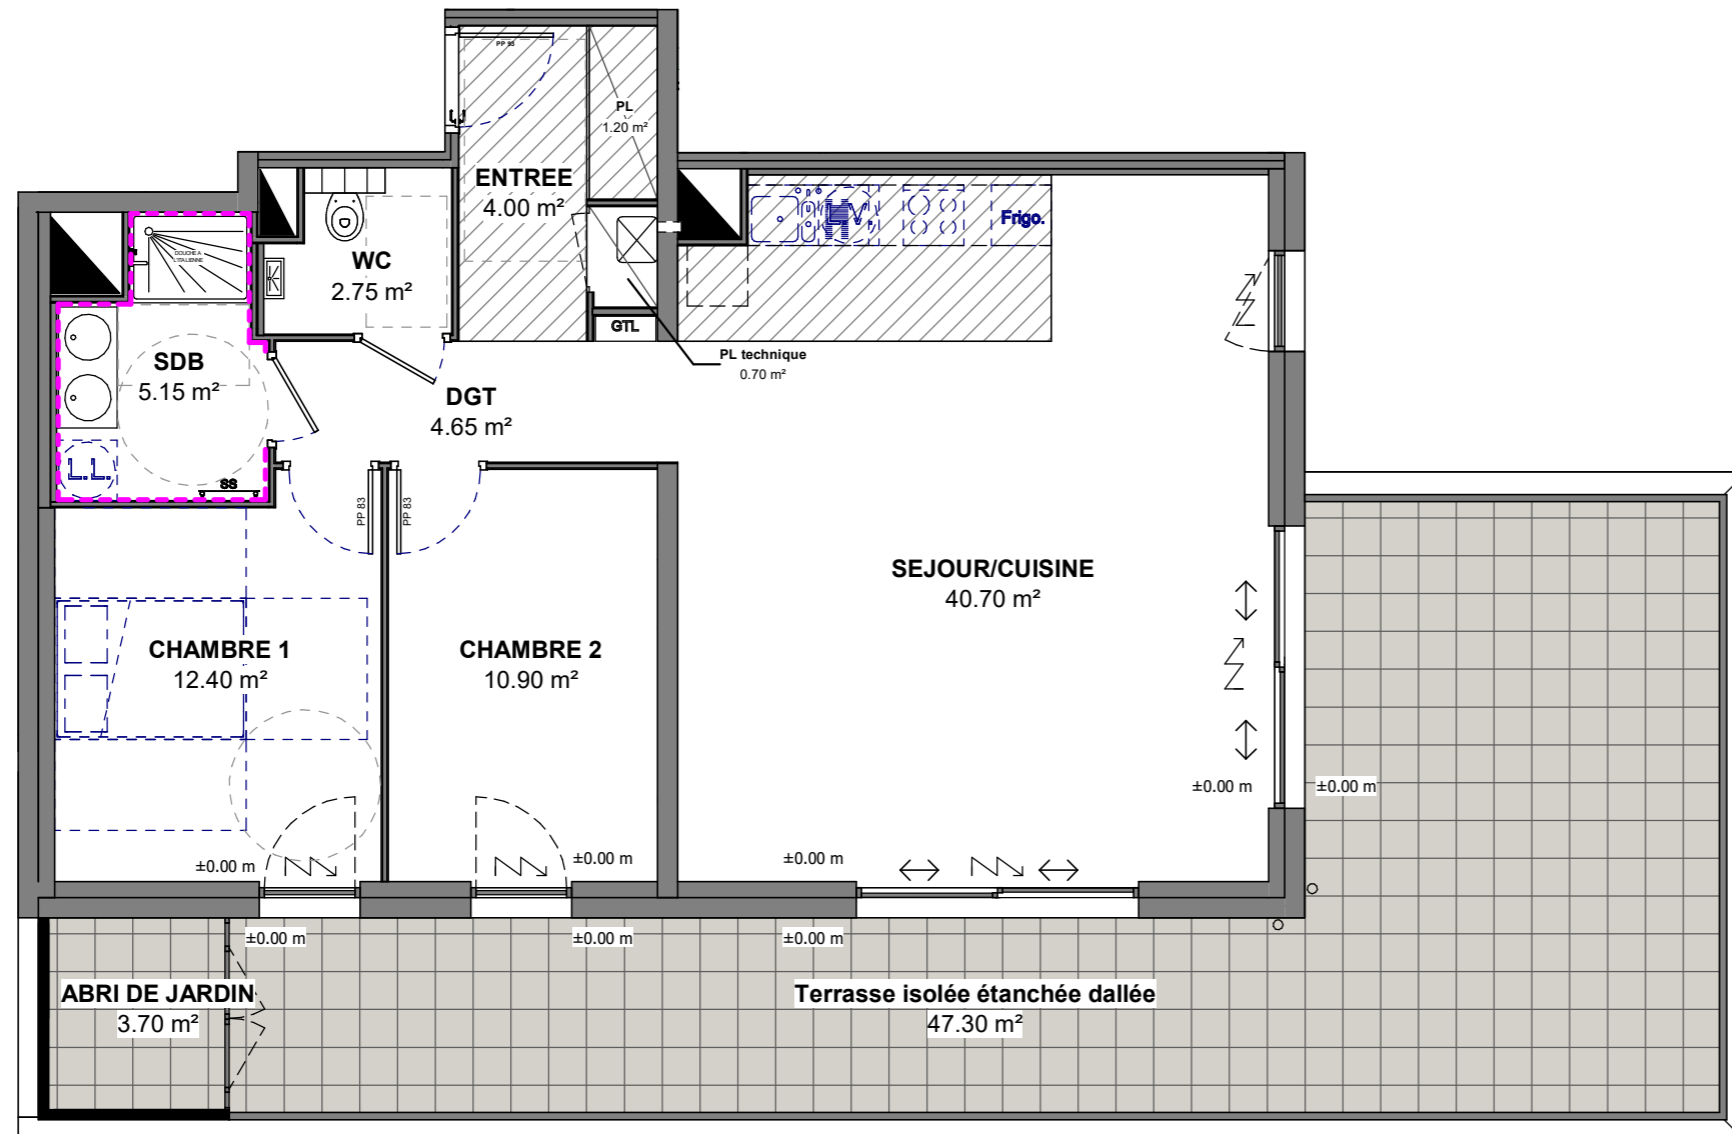 PP 93
PL
1.20 m²
ENTREE
4.00 m²
L.V.
Frigo.
DOUCHE A
L'ITALIENNE
WC
2.75 m²
GTL
PL technique
0.70 m²
SDB
5.15 m²
DGT
4.65 m²
L.L.
SS
PP 83
PP 83
SEJOUR/CUISINE
40.70 m²
CHAMBRE 1
12.40 m²
CHAMBRE 2
10.90 m²
±0.00 m
±0.00 m
±0.00 m
±0.00 m
±0.00 m
±0.00 m
±0.00 m
±0.00 m
ABRI DE JARDIN
3.70 m²
Terrasse isolée étanchée dallée
47.30 m²